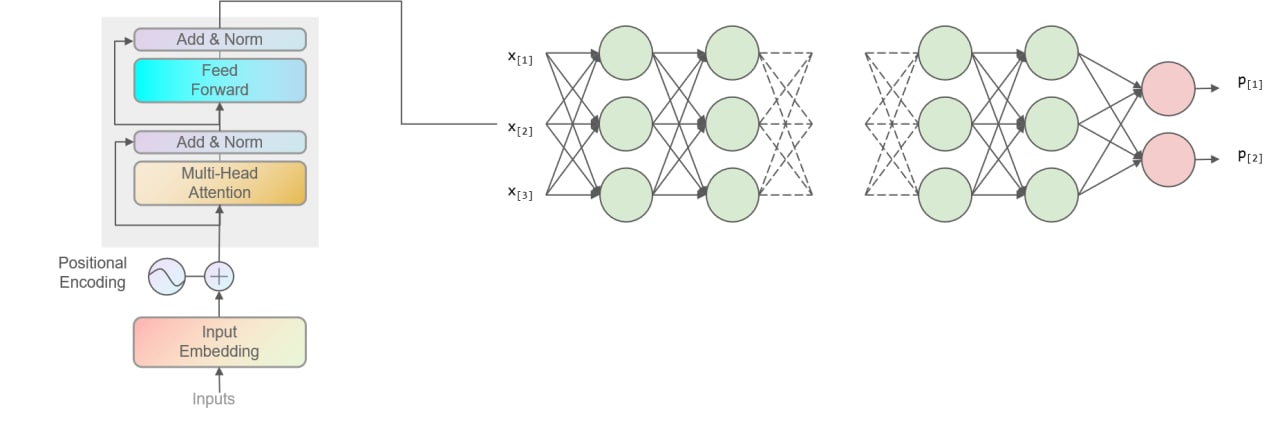 Add & Norm
Feed
Forward
Add & Norm
Multi-Head
Attention
Positional
Encoding
Input
Embedding
Inputs
x[1]
x[2]
x[3]
p[1]
p[2]